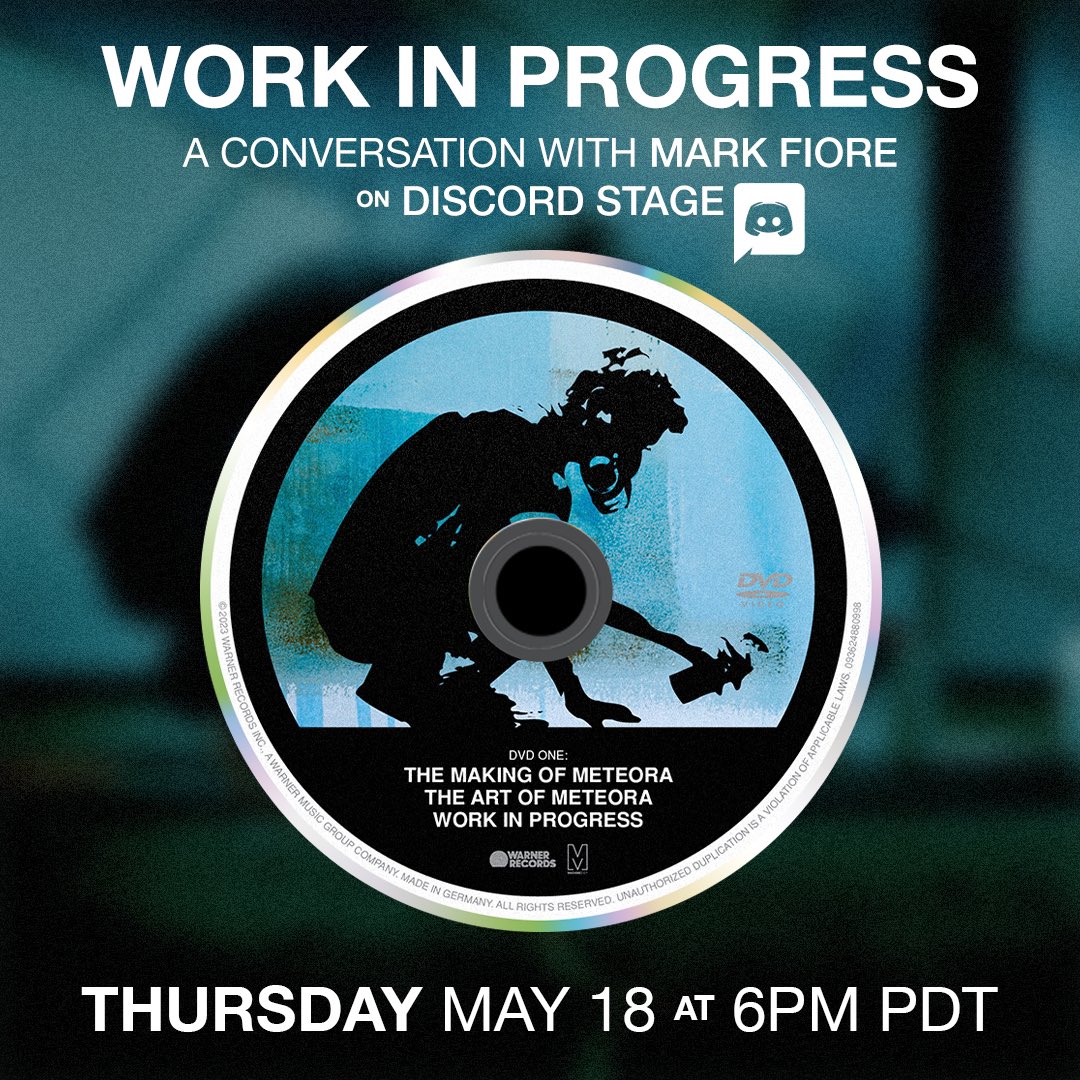 WORK IN PROGRESS
A CONVERSATION WITH MARK FIORE
ON DISCORD STAGE
DVD
VIDEO
DVD ONE:
THE MAKING OF METEORA
THE ART OF METEORA
WORK IN PROGRESS
WARNER
RECORDS
© 2023 WARNER RECORDS INC., A WARNER MUSIC GROUP COMPANY. MADE IN GERMANY. ALL RIGHTS RESERVED. UNAUTHORIZED DUPLICATION IS A VIOLATION OF APPLICABLE LAWS. 093624880998
THURSDAY MAY 18 AT 6PM PDT